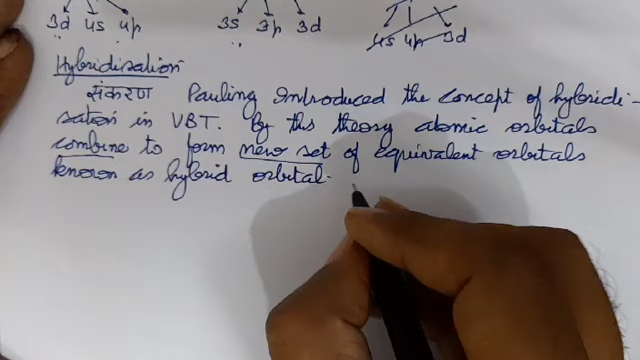 3d 4s 4p 3s 3p 3d 4s 4p 3d
Hybridisation
संकरण Pauling Introduced the concept of hybridi-
sation in VBT. By this theory atomic orbitals
combine to form new set of equivalent orbitals
known as hybrid orbital.